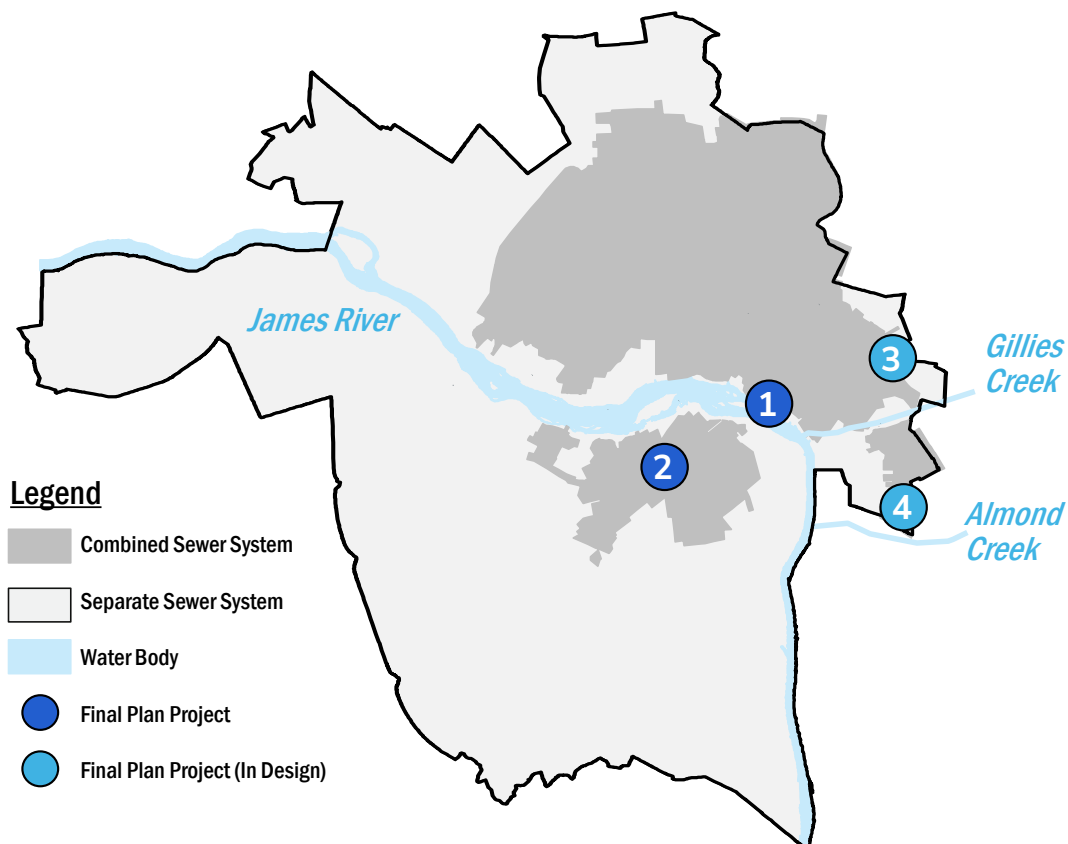 James River
Gillies
Creek
3
1
2
4
Almond
Creek
Legend
Combined Sewer System
Separate Sewer System
Water Body
Final Plan Project
Final Plan Project (In Design)